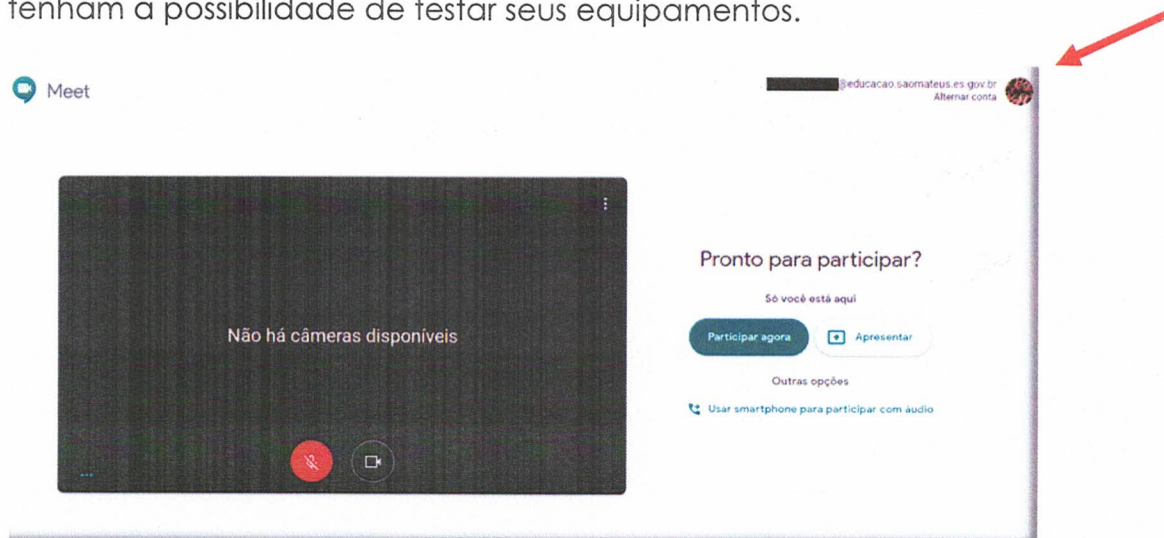 tenham a possibilidade de testar seus equipamentos.
Meet
@educacao.saomateus.es.gov.br
Alternar conta
Não há câmeras disponíveis
Pronto para participar?
Só você está aqui
Participar agora
Apresentar
Outras opções
Usar smartphone para participar com áudio